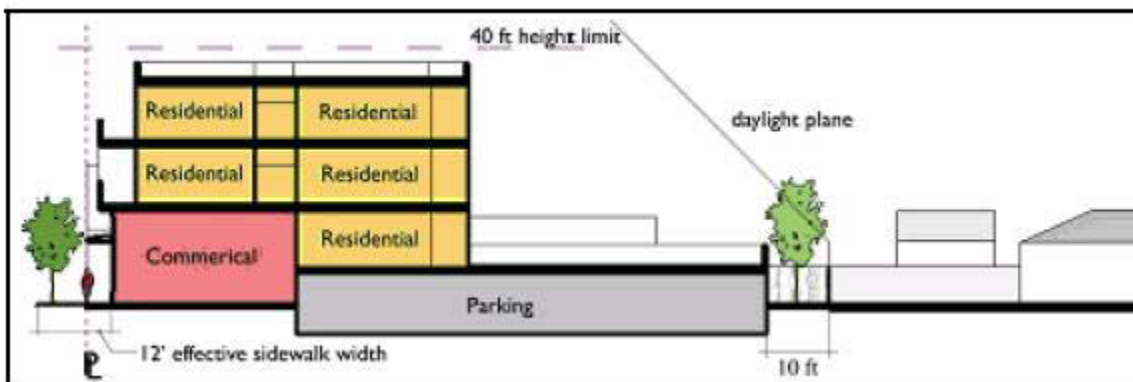 40 ft height limit
Residential
Residential
daylight plane
Residential
Residential
Commerical
Residential
Parking
12' effective sidewalk width
PL
10 ft